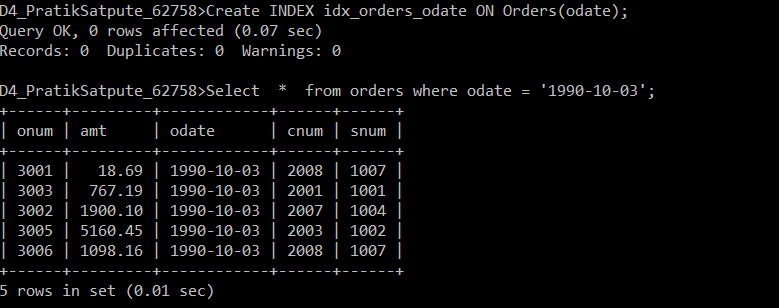 D4_PratikSatpute_62758>Create INDEX idx_orders_odate ON Orders(odate);
Query OK, 0 rows affected (0.07 sec)
Records: 0  Duplicates: 0  Warnings: 0

D4_PratikSatpute_62758>Select  *  from orders where odate = '1990-10-03';
+------+---------+------------+------+------+
| onum | amt     | odate      | cnum | snum |
+------+---------+------------+------+------+
| 3001 |   18.69 | 1990-10-03 | 2008 | 1007 |
| 3003 |  767.19 | 1990-10-03 | 2001 | 1001 |
| 3002 | 1900.10 | 1990-10-03 | 2007 | 1004 |
| 3005 | 5160.45 | 1990-10-03 | 2003 | 1002 |
| 3006 | 1098.16 | 1990-10-03 | 2008 | 1007 |
+------+---------+------------+------+------+
5 rows in set (0.01 sec)